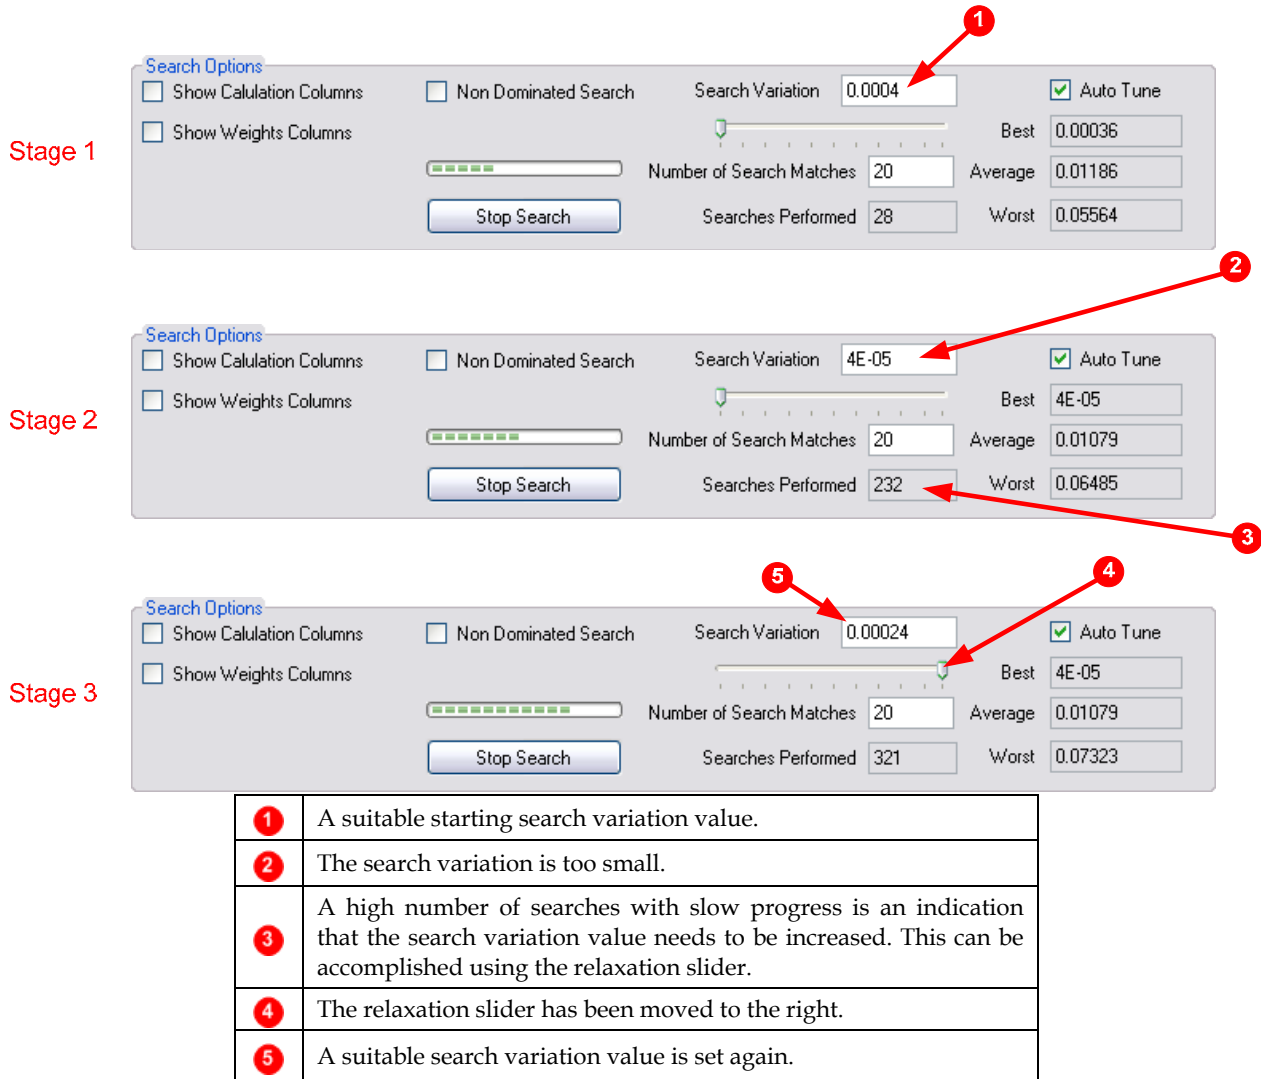 1
Search Options
Show Calulation Columns
Non Dominated Search
Search Variation 0.0004
Auto Tune
Stage 1
Show Weights Columns
Best 0.00036
Number of Search Matches 20
Average 0.01186
Stop Search
Searches Performed 28
Worst 0.05564
2
Search Options
Show Calulation Columns
Non Dominated Search
Search Variation 4E-05
Auto Tune
Stage 2
Show Weights Columns
Best 4E-05
Number of Search Matches 20
Average 0.01079
Stop Search
Searches Performed 232
Worst 0.06485
3
5
4
Search Options
Show Calulation Columns
Non Dominated Search
Search Variation 0.00024
Auto Tune
Stage 3
Show Weights Columns
Best 4E-05
Number of Search Matches 20
Average 0.01079
Stop Search
Searches Performed 321
Worst 0.07323
1 A suitable starting search variation value.
2 The search variation is too small.
A high number of searches with slow progress is an indication
3 that the search variation value needs to be increased. This can be
accomplished using the relaxation slider.
4 The relaxation slider has been moved to the right.
5 A suitable search variation value is set again.